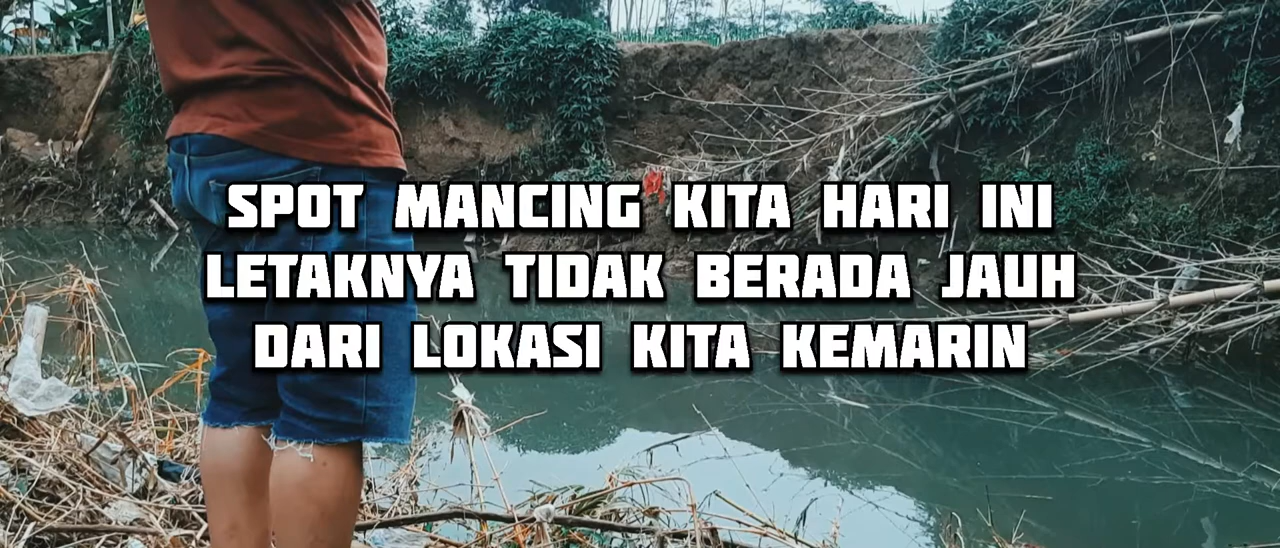 SPOT MANCING KITA HARI INI
LETAKNYA TIDAK BERADA JAUH
DARI LOKASI KITA KEMARIN